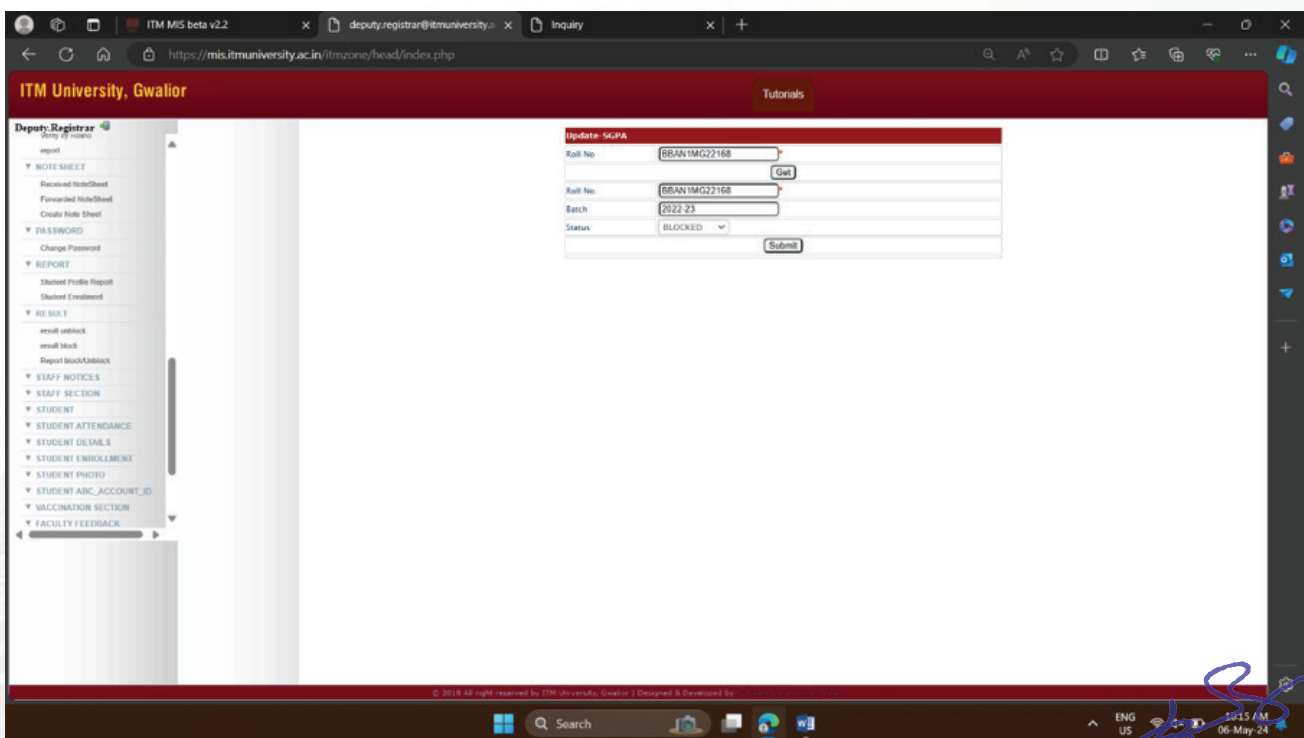 ITM MIS beta v2.2
deputy.registrar@itmuniversity.a
Inquiry
https://mis.itmuniversity.ac.in/itmzone/head/index.php
ITM University, Gwalior
Tutorials
Deputy.Registrar
report
NOTESHEET
Received NoteSheet
Forwarded NoteSheet
Create Note Sheet
PASSWORD
Change Password
REPORT
Student Profile Report
Student Enrollment
RESULT
result unblock
result block
Report block/Unblock
STAFF NOTICES
STAFF SECTION
STUDENT
STUDENT ATTENDANCE
STUDENT DETAILS
STUDENT ENROLLMENT
STUDENT PHOTO
STUDENT ABC_ACCOUNT_ID
VACCINATION SECTION
FACULTY FEEDBACK
Update-SGPA
Roll No BBAN1MG22168*
Get
Roll No. BBAN1MG22168*
Batch 2022-23
Status BLOCKED
Submit
© 2018 All right reserved by ITM University, Gwalior | Designed & Developed by
Search
ENG
US
10:15 AM
06-May-24